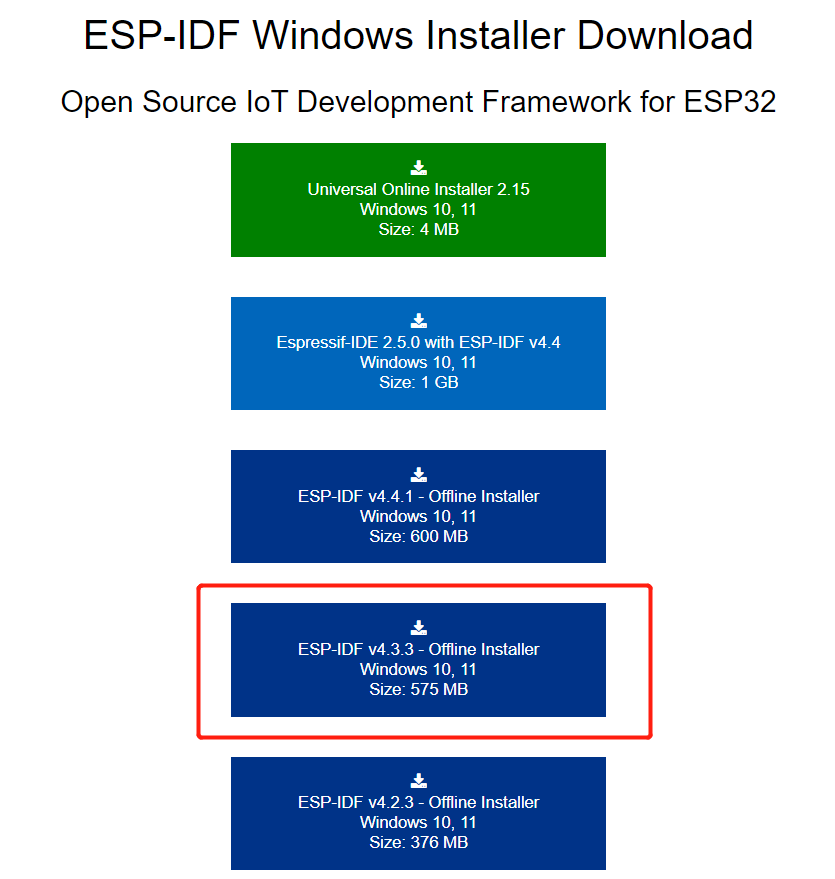 ESP-IDF Windows Installer Download
Open Source IoT Development Framework for ESP32
Universal Online Installer 2.15
Windows 10, 11
Size: 4 MB
Espressif-IDE 2.5.0 with ESP-IDF v4.4
Windows 10, 11
Size: 1 GB
ESP-IDF v4.4.1 - Offline Installer
Windows 10, 11
Size: 600 MB
ESP-IDF v4.3.3 - Offline Installer
Windows 10, 11
Size: 575 MB
ESP-IDF v4.2.3 - Offline Installer
Windows 10, 11
Size: 376 MB